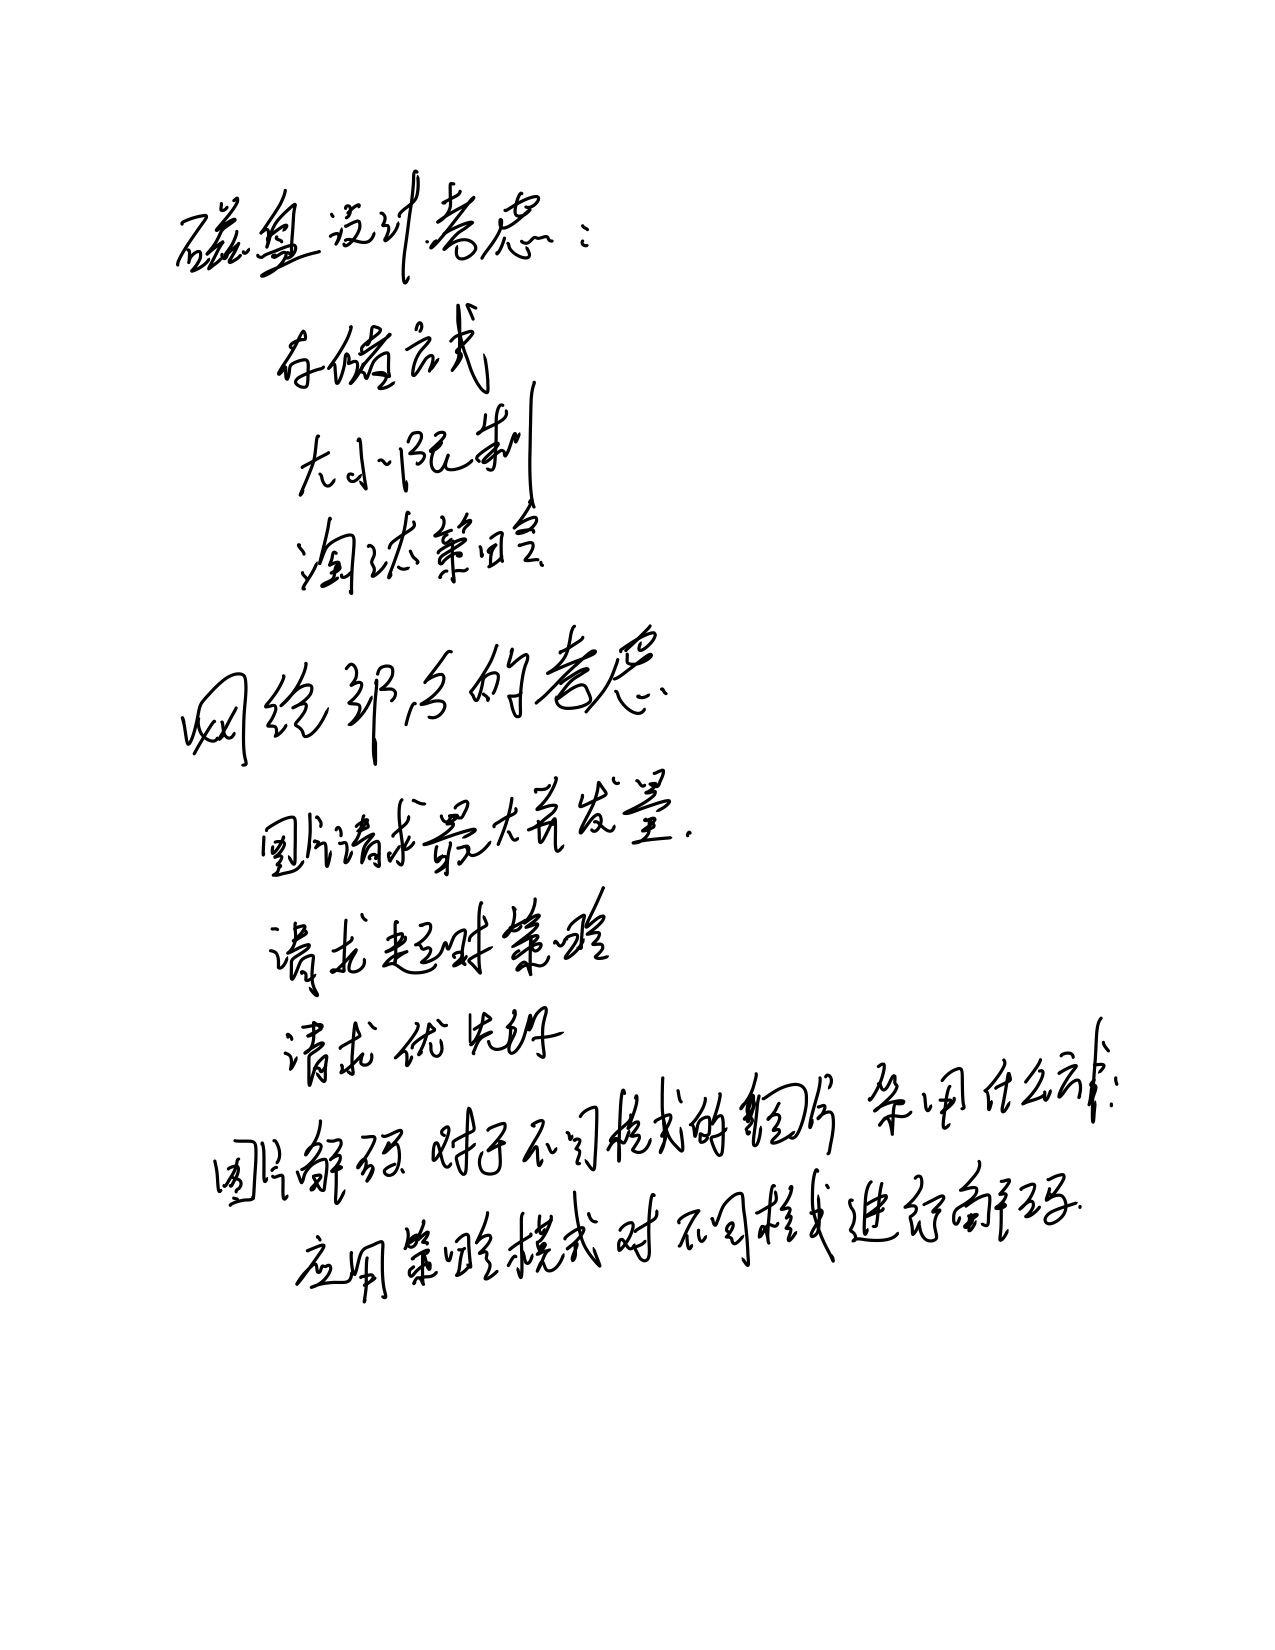 磁盘设计考虑：
存储方式
大小限制
淘汰策略
网络部分的考虑
图片请求最大并发量.
请求超时策略
请求优先级
图片解码 对于不同格式的图片 采用什么方式:
应用策略模式对不同格式进行解码.